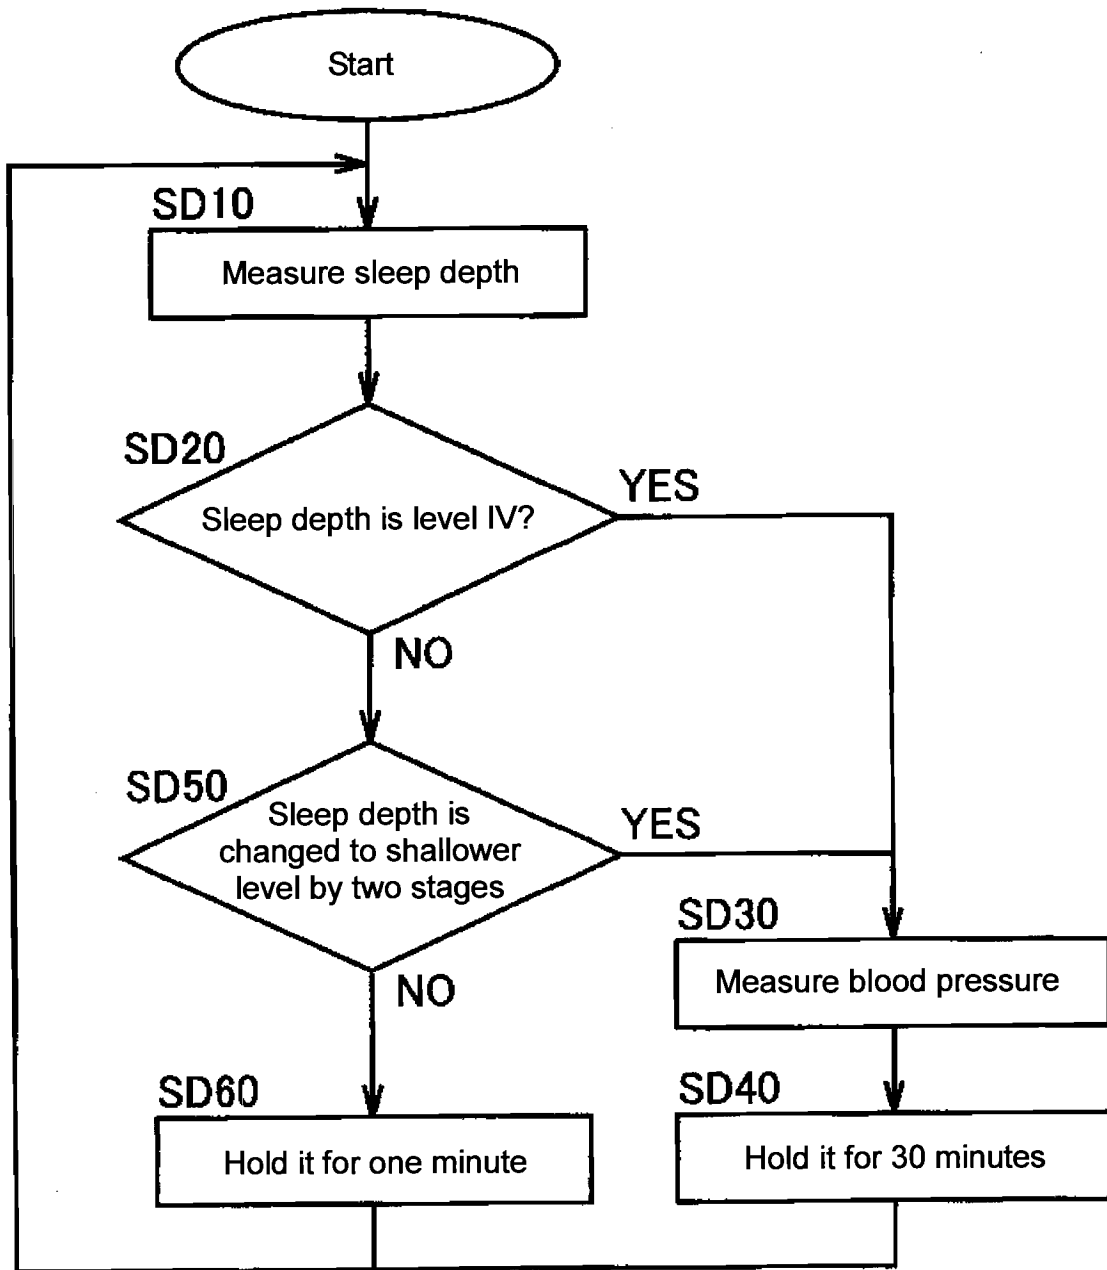 Start
SD10
Measure sleep depth
SD20
Sleep depth is level IV?
YES
NO
SD50
Sleep depth is
changed to shallower
level by two stages
YES
NO
SD30
Measure blood pressure
SD60
Hold it for one minute
SD40
Hold it for 30 minutes